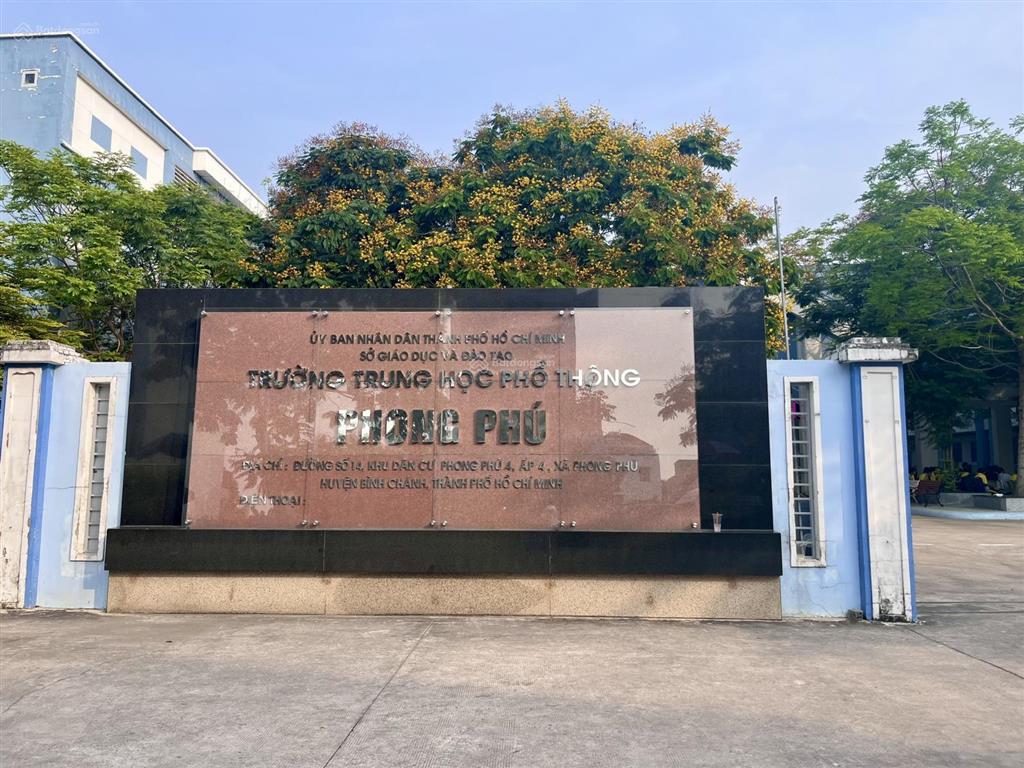 Batdongsan
ỦY BAN NHÂN DÂN THÀNH PHỐ HỒ CHÍ MINH
SỞ GIÁO DỤC VÀ ĐÀO TẠO
Batdongsan
TRƯỜNG TRUNG HỌC PHỔ THÔNG
PHONG PHÚ
ĐỊA CHỈ : ĐƯỜNG SỐ 14, KHU DÂN CƯ PHONG PHÚ 4, ẤP 4 , XÃ PHONG PHÚ
HUYỆN BÌNH CHÁNH, THÀNH PHỐ HỒ CHÍ MINH
ĐIỆN THOẠI :